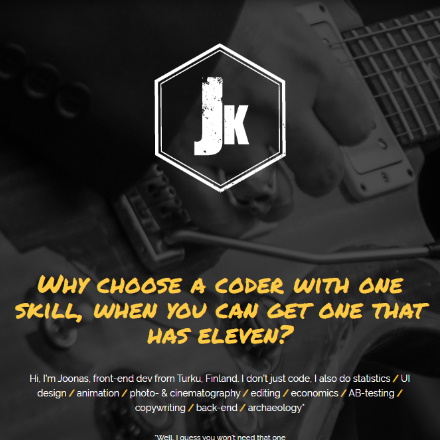 JK
WHY CHOOSE A CODER WITH ONE
SKILL, WHEN YOU CAN GET ONE THAT
HAS ELEVEN?
Hi, I'm Joonas, front-end dev from Turku, Finland. I don't just code, I also do statistics / UI
design / animation / photo- & cinematography / editing / economics / AB-testing /
copywriting / back-end / archaeology*
*Well, I guess you won't need that one